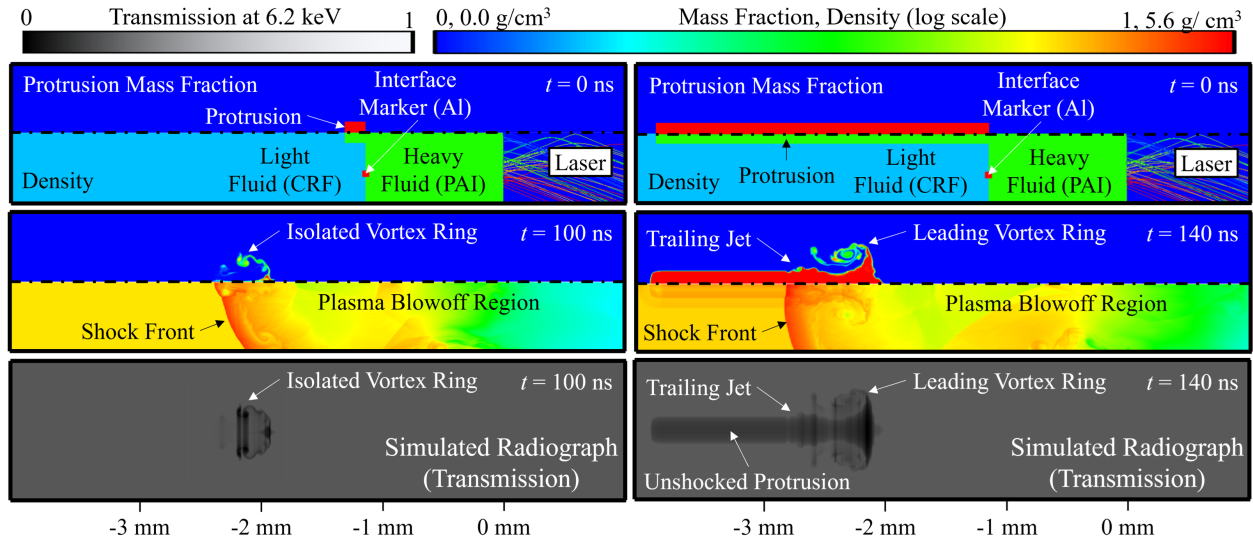 0 Transmission at 6.2 keV 1
0, 0.0 g/cm³ Mass Fraction, Density (log scale) 1, 5.6 g/ cm³
Protrusion Mass Fraction
Interface
Marker (Al)
t = 0 ns
Protrusion
Light
Fluid (CRF)
Heavy
Fluid (PAI)
Laser
Density
Protrusion Mass Fraction
Interface
Marker (Al)
t = 0 ns
Protrusion
Light
Fluid (CRF)
Heavy
Fluid (PAI)
Laser
Density
Isolated Vortex Ring
t = 100 ns
Plasma Blowoff Region
Shock Front
Trailing Jet
Leading Vortex Ring
t = 140 ns
Plasma Blowoff Region
Shock Front
Isolated Vortex Ring
t = 100 ns
Simulated Radiograph
(Transmission)
Trailing Jet
Leading Vortex Ring
t = 140 ns
Unshocked Protrusion
Simulated Radiograph
(Transmission)
-3 mm -2 mm -1 mm 0 mm
-3 mm -2 mm -1 mm 0 mm